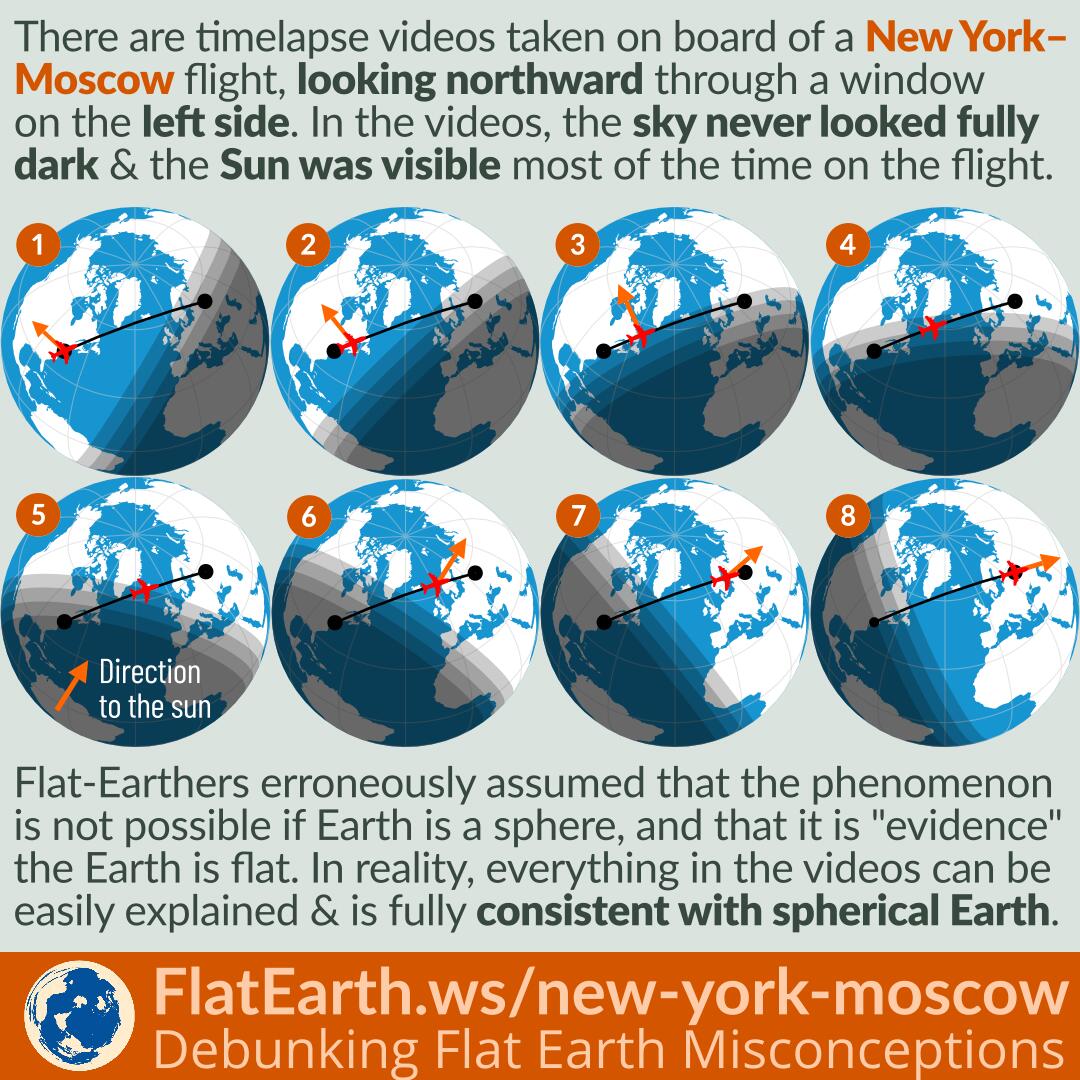 There are timelapse videos taken on board of a New York–
Moscow flight, looking northward through a window
on the left side. In the videos, the sky never looked fully
dark & the Sun was visible most of the time on the flight.
1
2
3
4
5
6
7
8
Direction
to the sun
Flat-Earthers erroneously assumed that the phenomenon
is not possible if Earth is a sphere, and that it is "evidence"
the Earth is flat. In reality, everything in the videos can be
easily explained & is fully consistent with spherical Earth.
FlatEarth.ws/new-york-moscow
Debunking Flat Earth Misconceptions